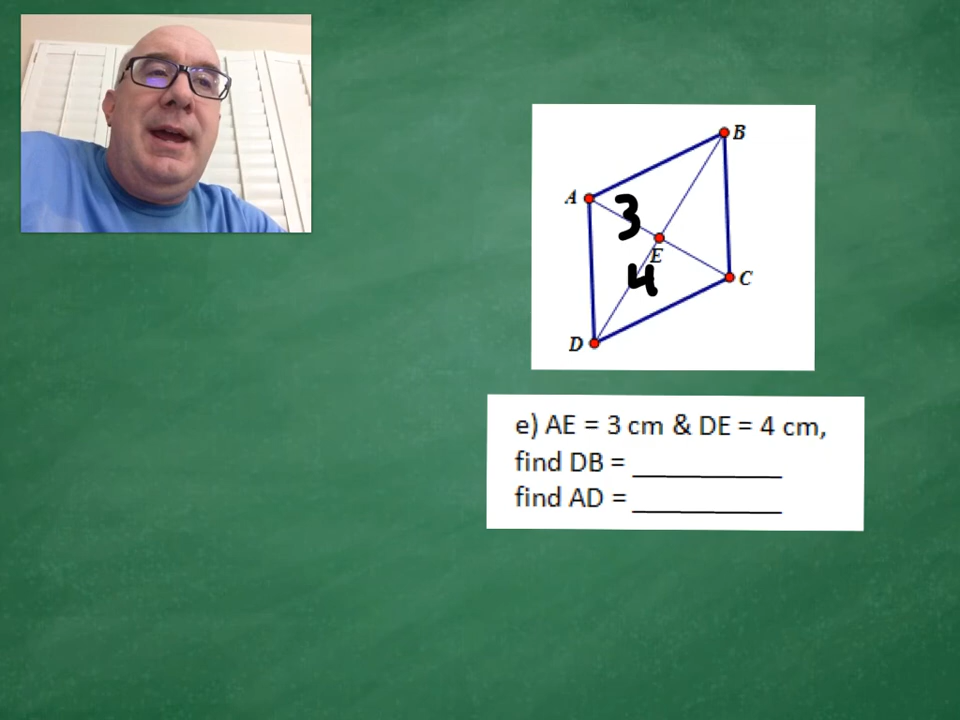 B
A
3
E
4
C
D
e) AE = 3 cm & DE = 4 cm,
find DB = __________
find AD = __________